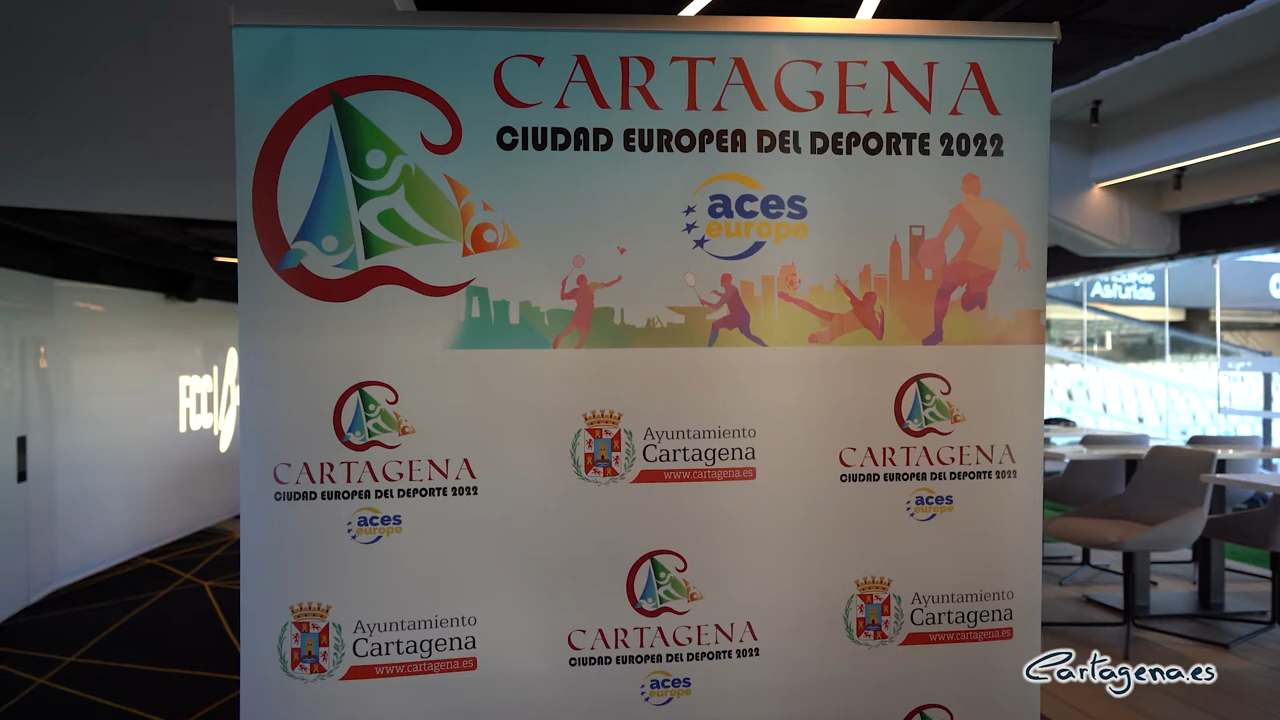 CARTAGENA
CIUDAD EUROPEA DEL DEPORTE 2022
aces
europe
Asturias
FCC
CARTAGENA
CIUDAD EUROPEA DEL DEPORTE 2022
aces
europe
Ayuntamiento
Cartagena
www.cartagena.es
CARTAGENA
CIUDAD EUROPEA DEL DEPORTE 2022
aces
europe
Ayuntamiento
Cartagena
www.cartagena.es
CARTAGENA
CIUDAD EUROPEA DEL DEPORTE 2022
aces
europe
Ayuntamiento
Cartagena
www.cartagena.es
Cartagena.es